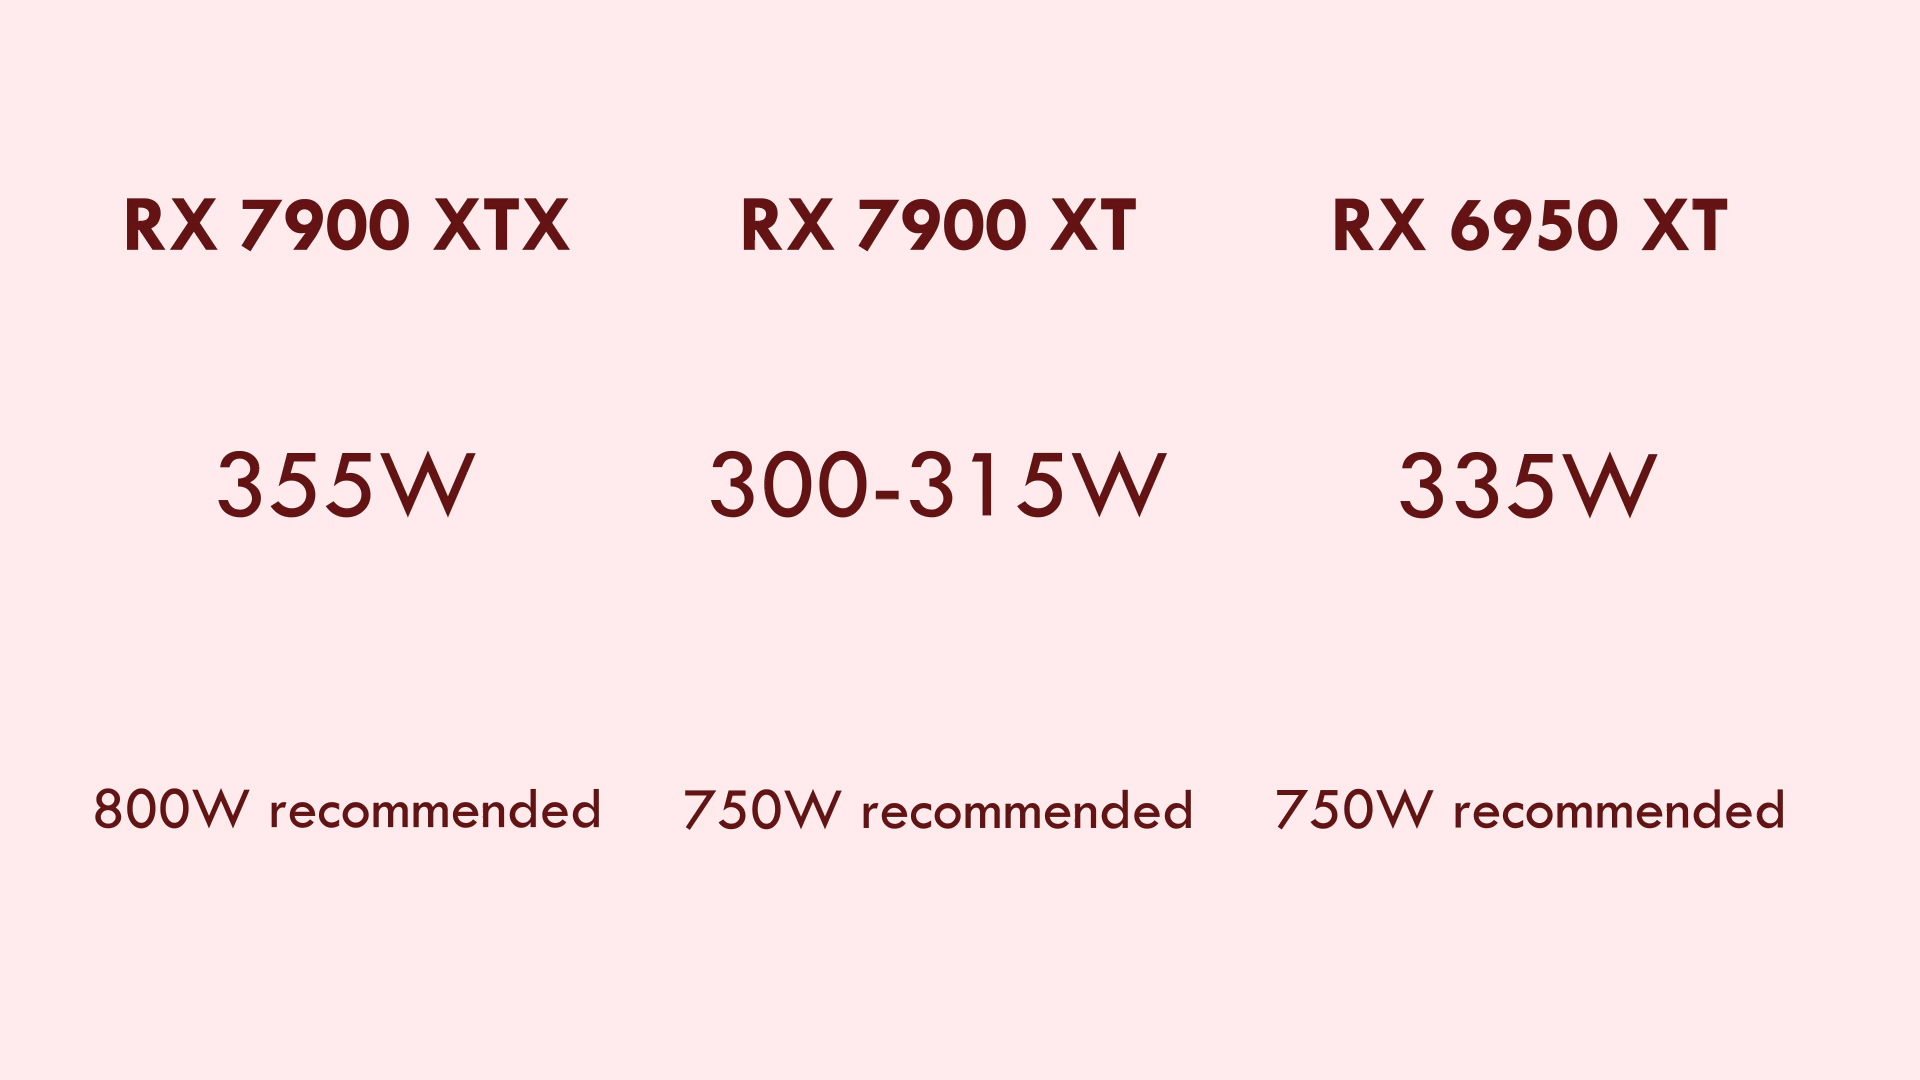 RX 7900 XTX
RX 7900 XT
RX 6950 XT
355W
300-315W
335W
800W recommended
750W recommended
750W recommended